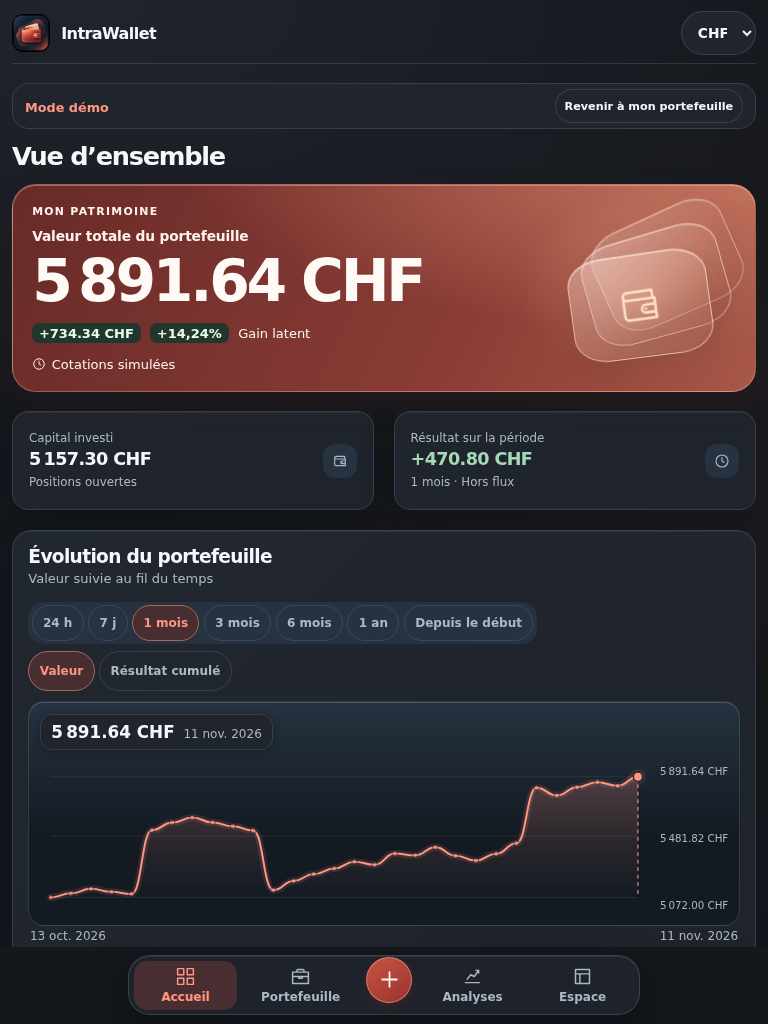 IntraWallet
CHF
Mode démo
Revenir à mon portefeuille
Vue d’ensemble
MON PATRIMOINE
Valeur totale du portefeuille
5 891.64 CHF
+734.34 CHF +14,24% Gain latent
Cotations simulées
Capital investi
5 157.30 CHF
Positions ouvertes
Résultat sur la période
+470.80 CHF
1 mois · Hors flux
Évolution du portefeuille
Valeur suivie au fil du temps
24 h 7 j 1 mois 3 mois 6 mois 1 an Depuis le début
Valeur Résultat cumulé
5 891.64 CHF 11 nov. 2026
5 891.64 CHF
5 481.82 CHF
5 072.00 CHF
13 oct. 2026 11 nov. 2026
Accueil Portefeuille Analyses Espace